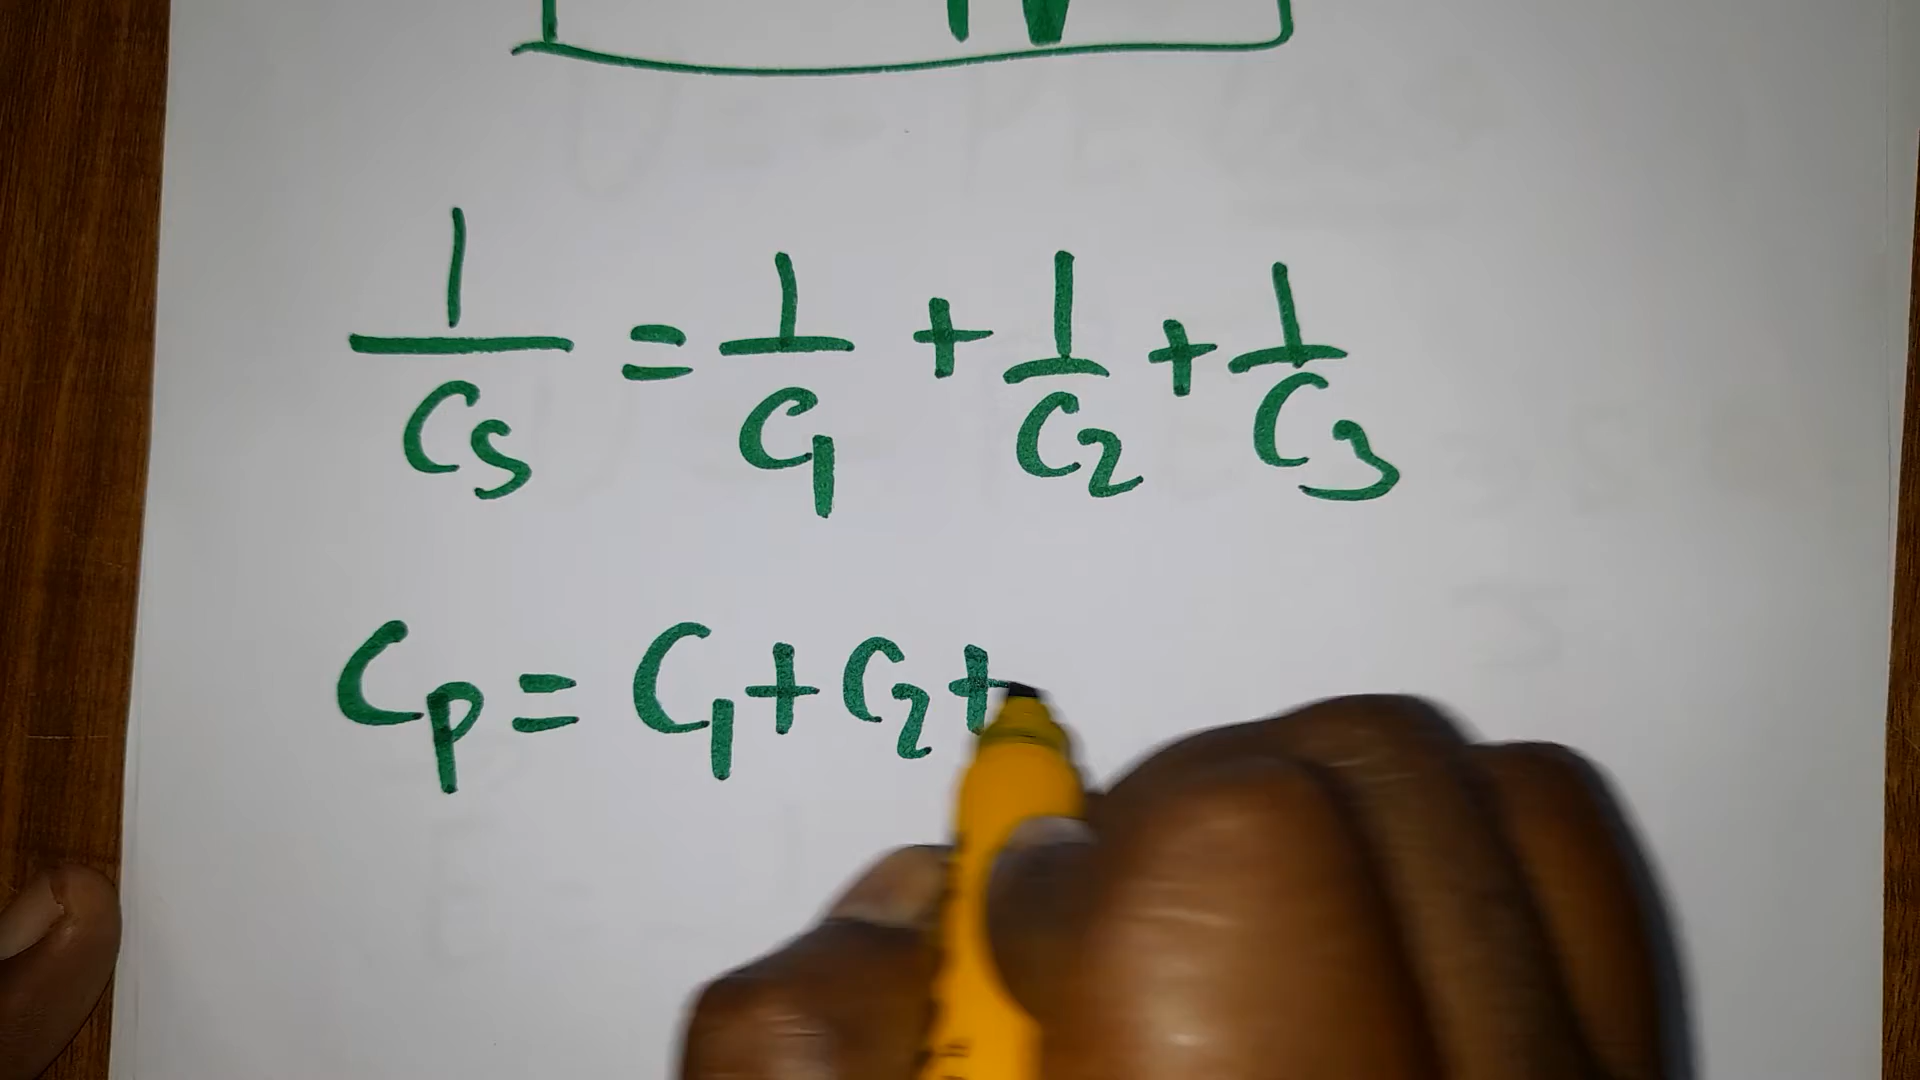 1/Cs = 1/C1 + 1/C2 + 1/C3
Cp = C1 + C2 +